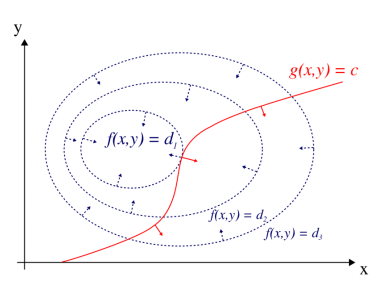 y
g(x,y) = c
f(x,y) = d₁
f(x,y) = d₂
f(x,y) = d₃
x